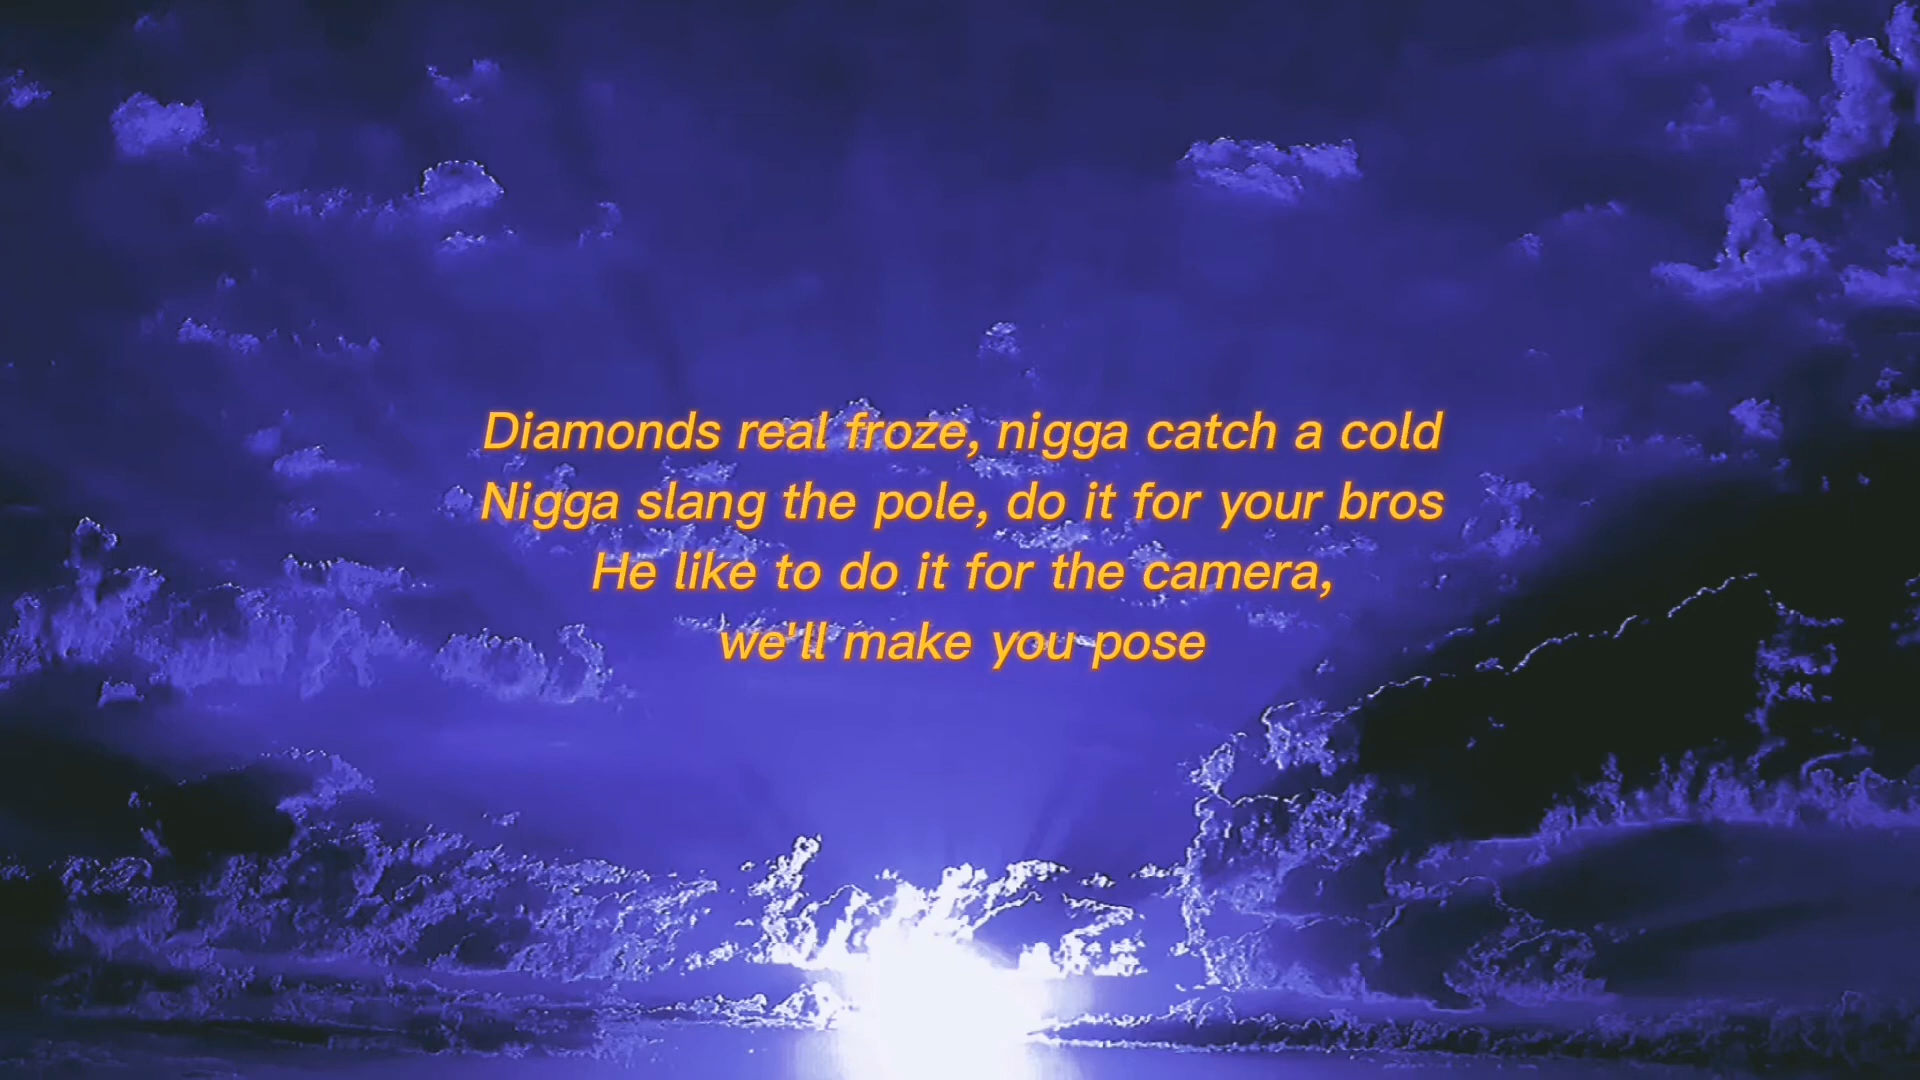 Diamonds real froze, nigga catch a cold
Nigga slang the pole, do it for your bros
He like to do it for the camera,
we'll make you pose